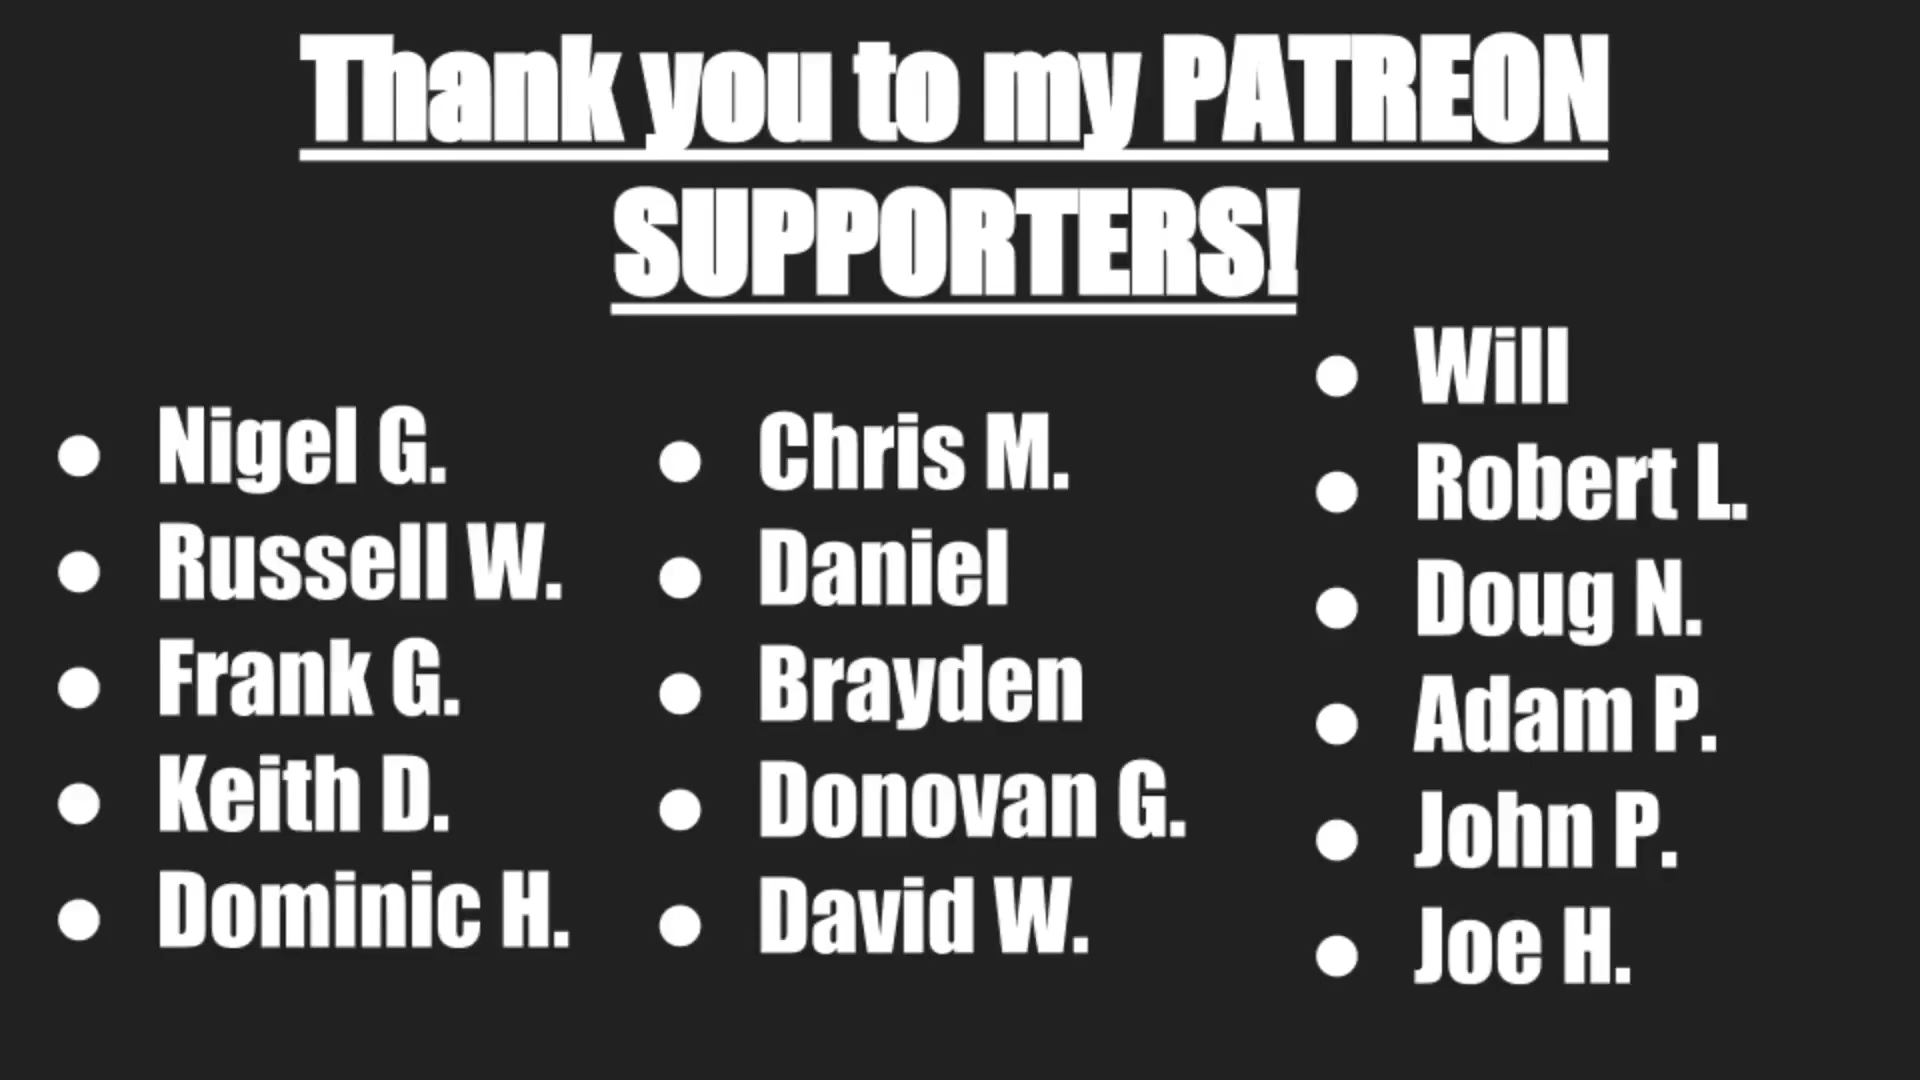 Thank you to my PATREON
SUPPORTERS!
● Nigel G.
● Russell W.
● Frank G.
● Keith D.
● Dominic H.
● Chris M.
● Daniel
● Brayden
● Donovan G.
● David W.
● Will
● Robert L.
● Doug N.
● Adam P.
● John P.
● Joe H.